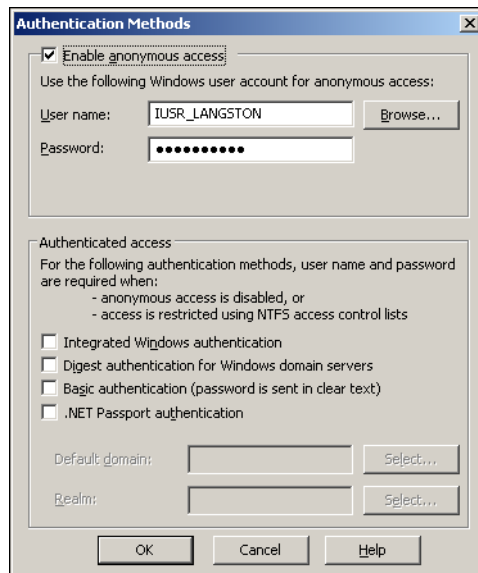 Authentication Methods
Enable anonymous access
Use the following Windows user account for anonymous access:
User name:
IUSR_LANGSTON
Browse...
Password:
●●●●●●●●●●
Authenticated access
For the following authentication methods, user name and password
are required when:
- anonymous access is disabled, or
- access is restricted using NTFS access control lists
Integrated Windows authentication
Digest authentication for Windows domain servers
Basic authentication (password is sent in clear text)
.NET Passport authentication
Default domain:
Select...
Realm:
Select...
OK
Cancel
Help